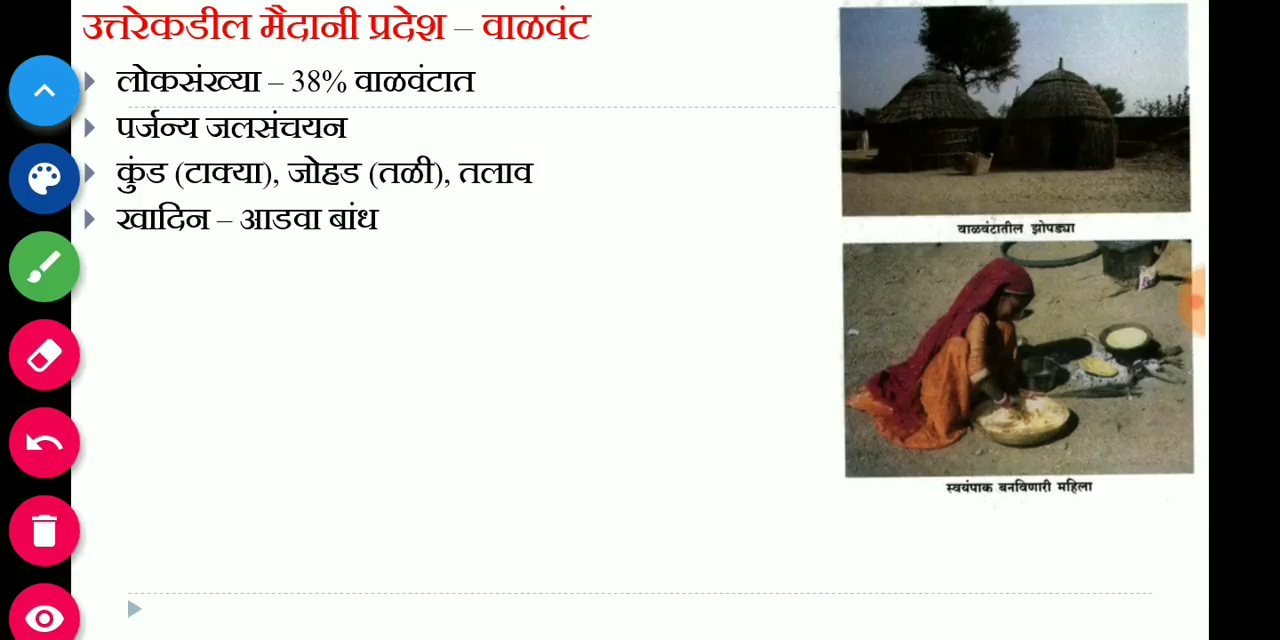 उत्तरेकडील मैदानी प्रदेश – वाळवंट
लोकसंख्या – 38% वाळवंटात
पर्जन्य जलसंचयन
कुंड (टाक्या), जोहड (तळी), तलाव
खादिन – आडवा बांध
वाळवंटातील झोपड्या
स्वयंपाक बनविणारी महिला